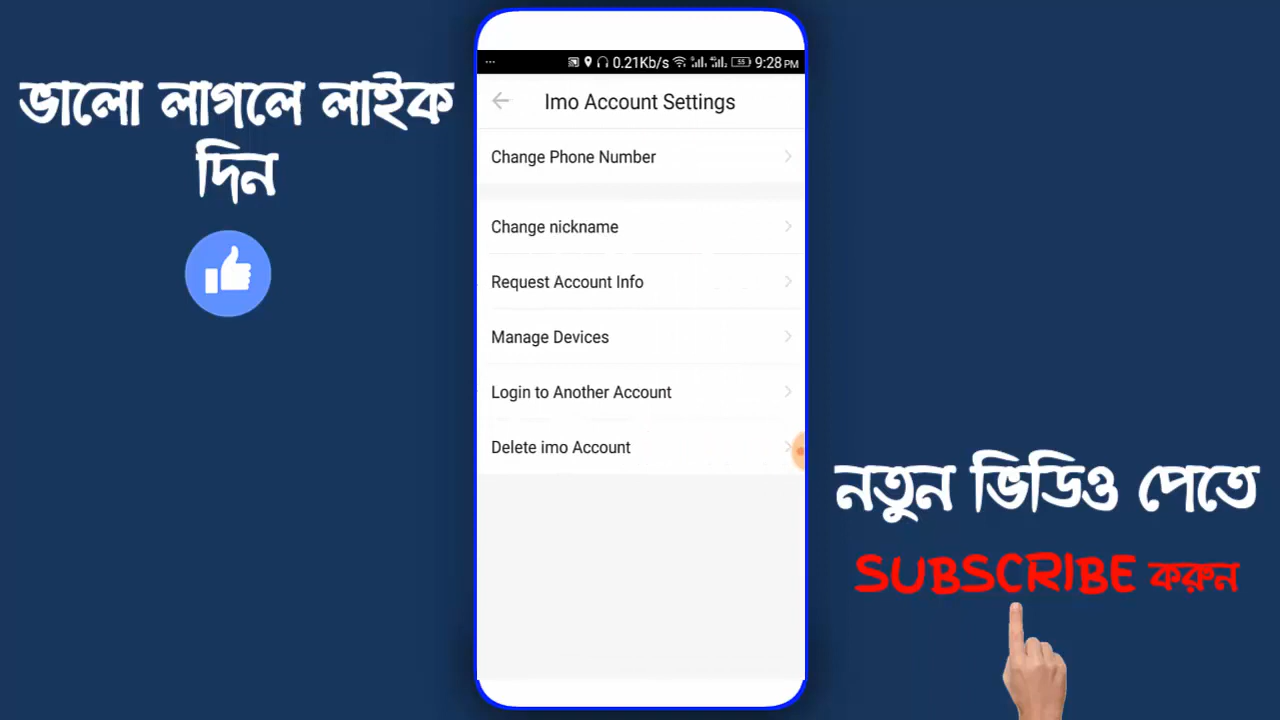 ভালো লাগলে লাইক
দিন
... 0.21Kb/s 55 9:28 PM
Imo Account Settings
Change Phone Number
Change nickname
Request Account Info
Manage Devices
Login to Another Account
Delete imo Account
নতুন ভিডিও পেতে
SUBSCRIBE করুন